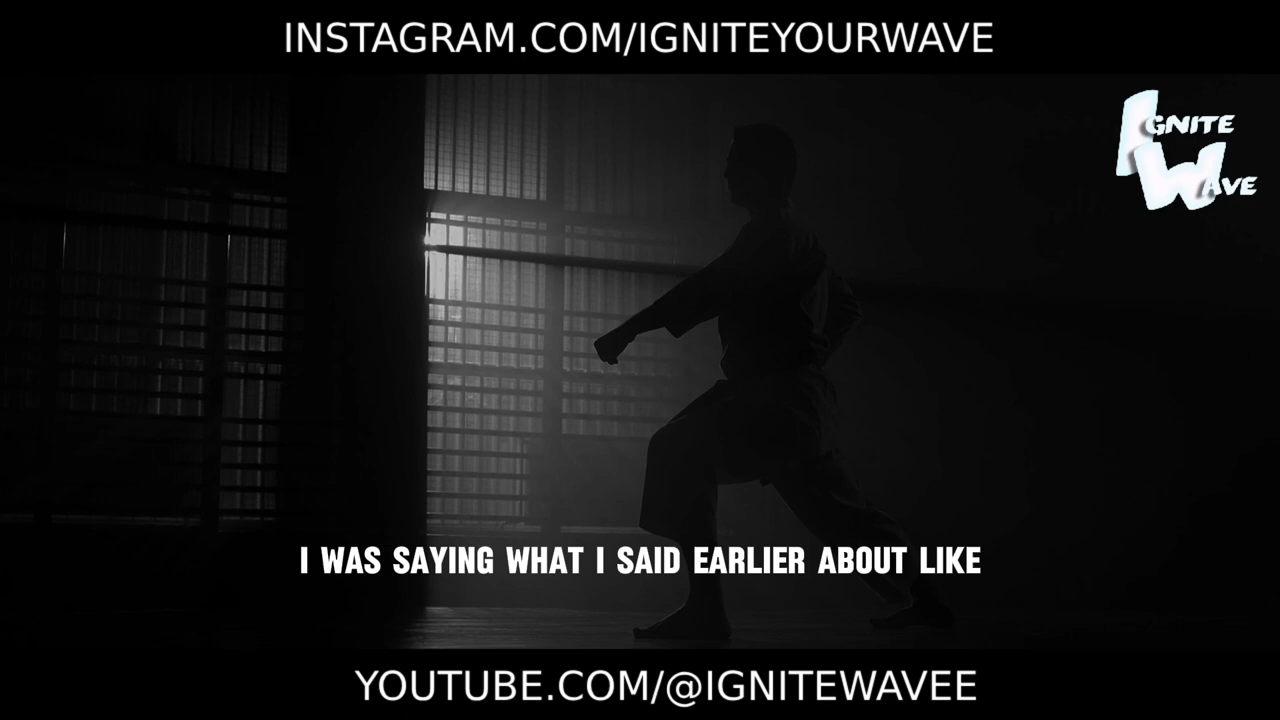 INSTAGRAM.COM/IGNITEYOURWAVE
IGNITE
WAVE
I WAS SAYING WHAT I SAID EARLIER ABOUT LIKE
YOUTUBE.COM/@IGNITEWAVEE